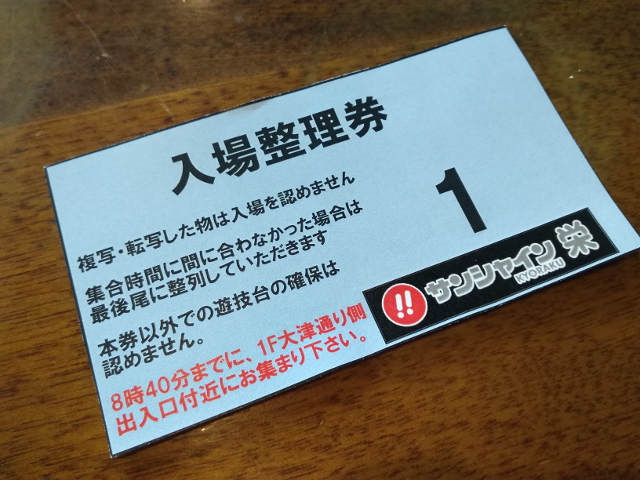 入場整理券
1
複写・転写した物は入場を認めません
集合時間に間に合わなかった場合は
最後尾に整列していただきます
本券以外での遊技台の確保は
認めません。
8時40分までに、1F大津通り側
出入口付近にお集まり下さい。
!! サンシャイン 栄
KYORAKU